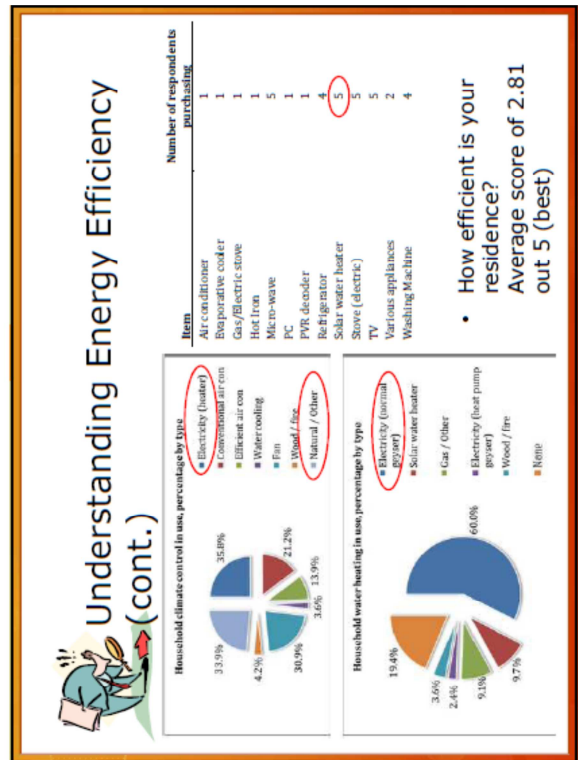 Understanding Energy Efficiency
(cont.)
Household climate control in use, percentage by type
33.9%
35.8%
4.2%
21.2%
30.9%
3.6%
13.9%
Electricity (heater)
Conventional air con
Efficient air con
Water cooling
Fan
Wood / fire
Natural / Other
Household water heating in use, percentage by type
19.4%
3.6%
2.4%
9.1%
9.7%
60.0%
Electricity (normal
geyser)
Solar water heater
Gas / Other
Electricity (heat pump
geyser)
Wood / fire
None
Item Number of respondents
purchasing
Air conditioner 1
Evaporative cooler 1
Gas/Electric stove 1
Hot Iron 1
Micro-wave 5
PC 1
PVR decoder 1
Refrigerator 4
Solar water heater 5
Stove (electric) 5
TV 5
Various appliances 2
Washing Machine 4
• How efficient is your
residence?
Average score of 2.81
out 5 (best)